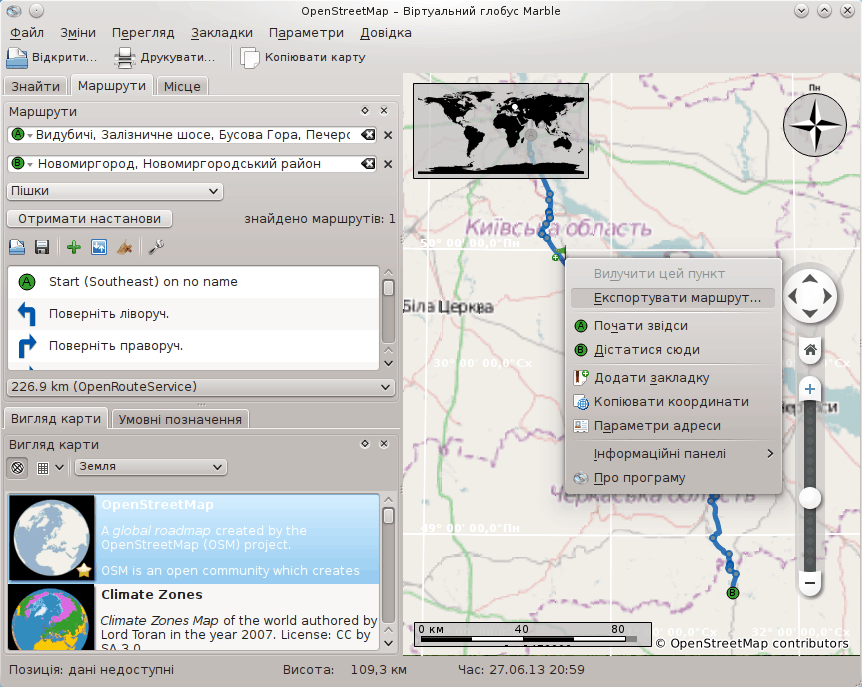 OpenStreetMap – Віртуальний глобус Marble
Файл Зміни Перегляд Закладки Параметри Довідка
Відкрити... Друкувати... Копіювати карту
Знайти Маршрути Місце
Маршрути
A Видубичі, Залізничне шосе, Бусова Гора, Печерс
B Новомиргород, Новомиргородський район
Пішки
Отримати настанови знайдено маршрутів: 1
A Start (Southeast) on no name
Поверніть ліворуч.
Поверніть праворуч.
226.9 km (OpenRouteService)
Вигляд карти Умовні позначення
Вигляд карти
Земля
OpenStreetMap
A global roadmap created by the
OpenStreetMap (OSM) project.
OSM is an open community which creates
Climate Zones
Climate Zones Map of the world authored by
Lord Toran in the year 2007. License: CC by
SA 3.0
Пн
Київська область
50° 00' 00,0"Пн
Біла Церква
30° 00' 00,0"Сх
Вилучити цей пункт
Експортувати маршрут...
A Почати звідси
B Дістатися сюди
Додати закладку
Копіювати координати
Параметри адреси
Інформаційні панелі
Про програму
Черкаська область
49° 00' 00,0"Пн
B
0 км 40 80
32° 00' 00,0"Сх
© OpenStreetMap contributors
Позиція: дані недоступні Висота: 109,3 км Час: 27.06.13 20:59